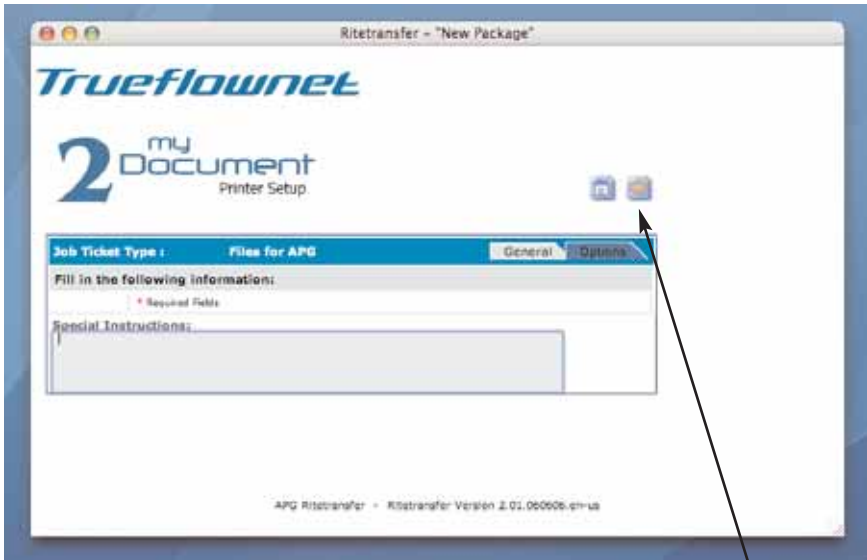 Ritetransfer – "New Package"
Trueflownet
2 my Document
Printer Setup
Job Ticket Type : Files for APG General Options
Fill in the following information:
* Required Fields
Special Instructions:
APG Ritetransfer - Ritetransfer Version 2.01.060606.en-us